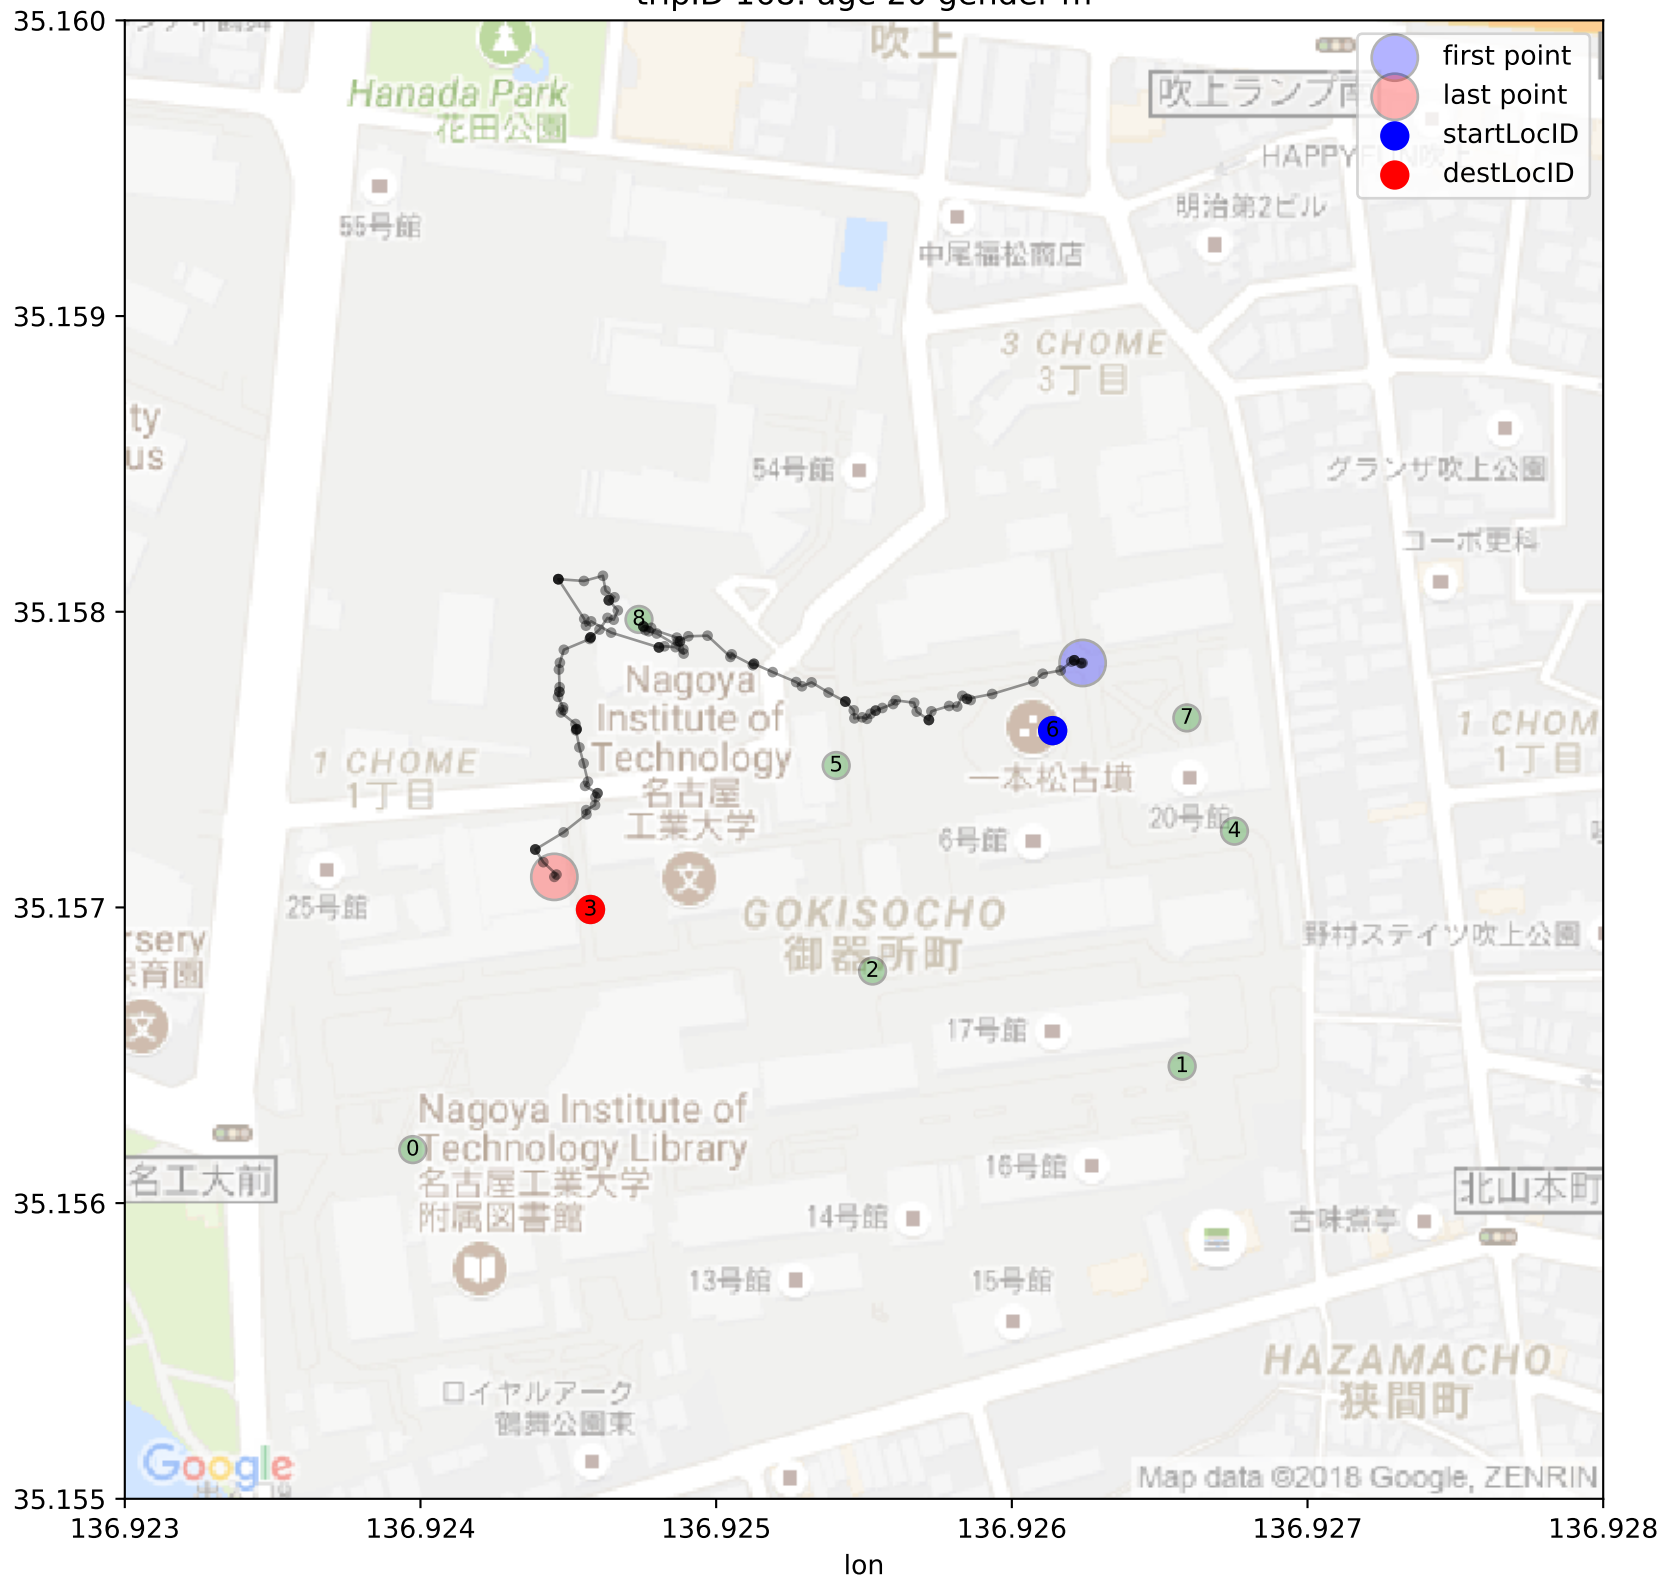 35.160
吹上
first point
last point
startLocID
destLocID
Hanada Park
花田公園
吹上ランプ南
HAPPY
55号館
明治第2ビル
中尾福松商店
35.159
3 CHOME
3丁目
ty
us
54号館
グランザ吹上公園
コーポ更科
35.158
8
Nagoya
Institute of
Technology
名古屋
工業大学
6
7
5
1 CHOME
1丁目
1 CHOM
1丁目
一本松古墳
20号館
4
6号館
3
25号館
35.157
GOKISOCHO
御器所町
rsery
保育園
野村ステイツ吹上公園
2
17号館
1
Nagoya Institute of
Technology Library
名古屋工業大学
附属図書館
0
名工大前
16号館
北山本町
35.156
14号館
古味煮亭
13号館
15号館
HAZAMACHO
狭間町
ロイヤルアーク
鶴舞公園東
Google
Map data ©2018 Google, ZENRIN
35.155
136.923
136.924
136.925
136.926
136.927
136.928
lon